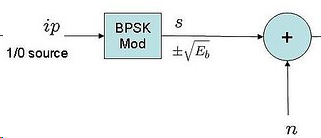 ip
1/0 source
BPSK
Mod
s
±√E_b
+
n